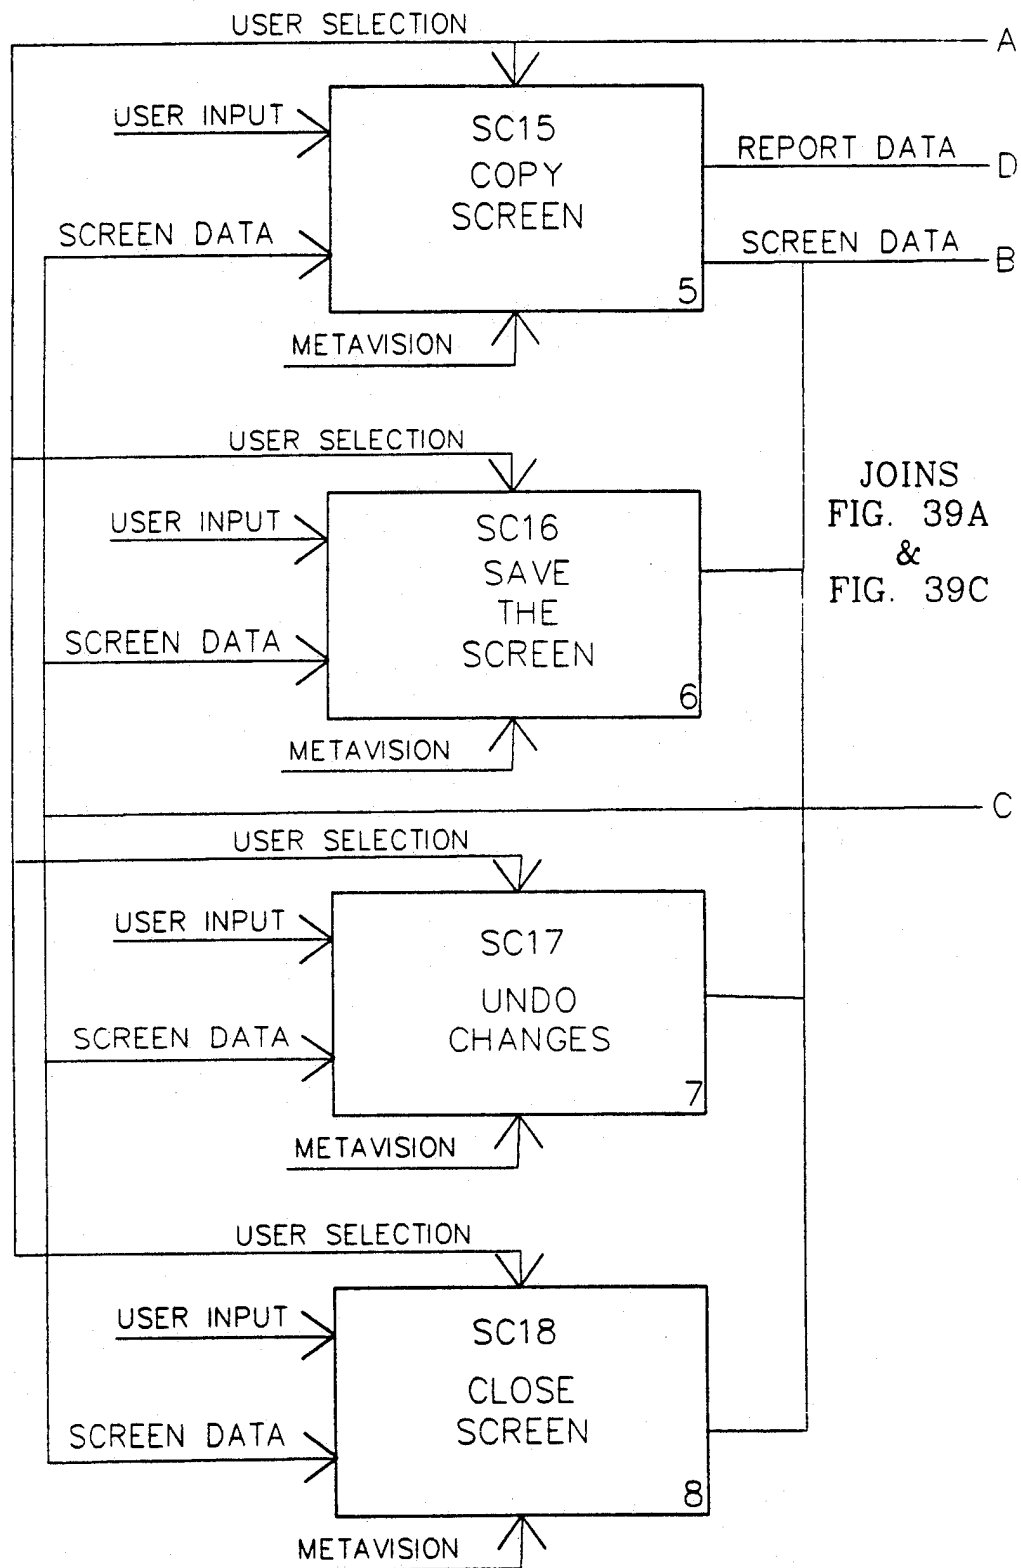 USER SELECTION
A
USER INPUT
SC15
COPY
SCREEN
REPORT DATA
D
SCREEN DATA
SCREEN DATA
B
5
METAVISION
USER SELECTION
JOINS
FIG. 39A
&
FIG. 39C
USER INPUT
SC16
SAVE
THE
SCREEN
SCREEN DATA
6
METAVISION
C
USER SELECTION
USER INPUT
SC17
UNDO
CHANGES
SCREEN DATA
7
METAVISION
USER SELECTION
USER INPUT
SC18
CLOSE
SCREEN
SCREEN DATA
8
METAVISION